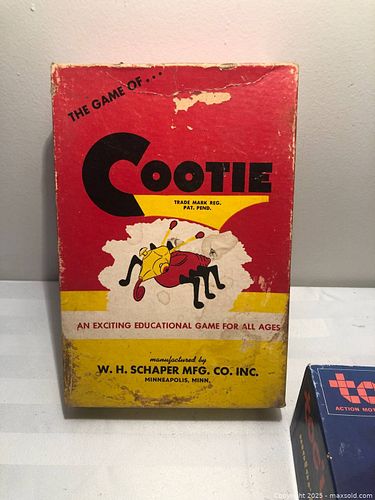 THE GAME OF...
COOTIE
TRADE MARK REG.
PAT. PEND.
AN EXCITING EDUCATIONAL GAME FOR ALL AGES
manufactured by
W. H. SCHAPER MFG. CO. INC.
MINNEAPOLIS, MINN.
ACTION
Copyright 2025 - maxsold.com